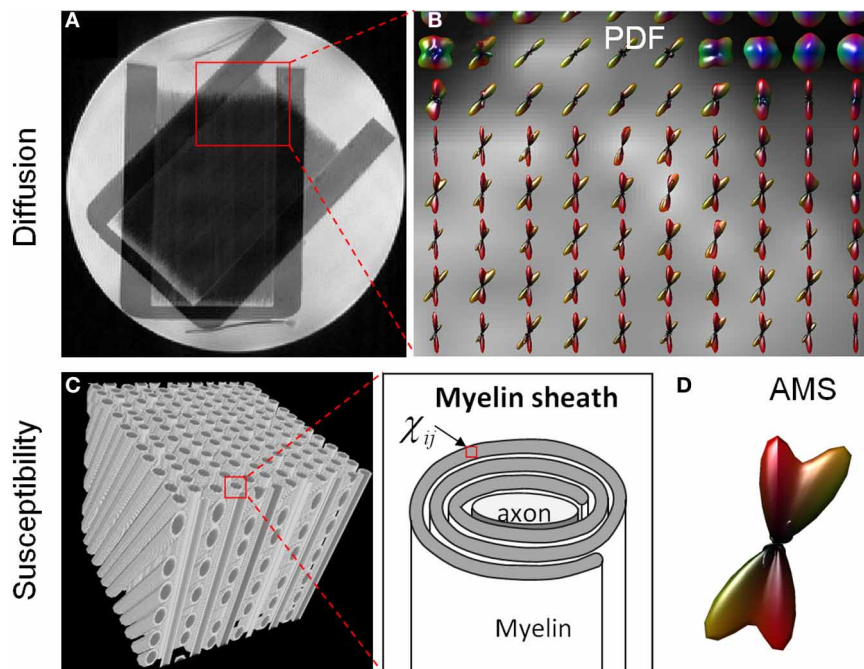 A
B
PDF
Diffusion
C
Myelin sheath
χij
axon
Myelin
D
AMS
Susceptibility